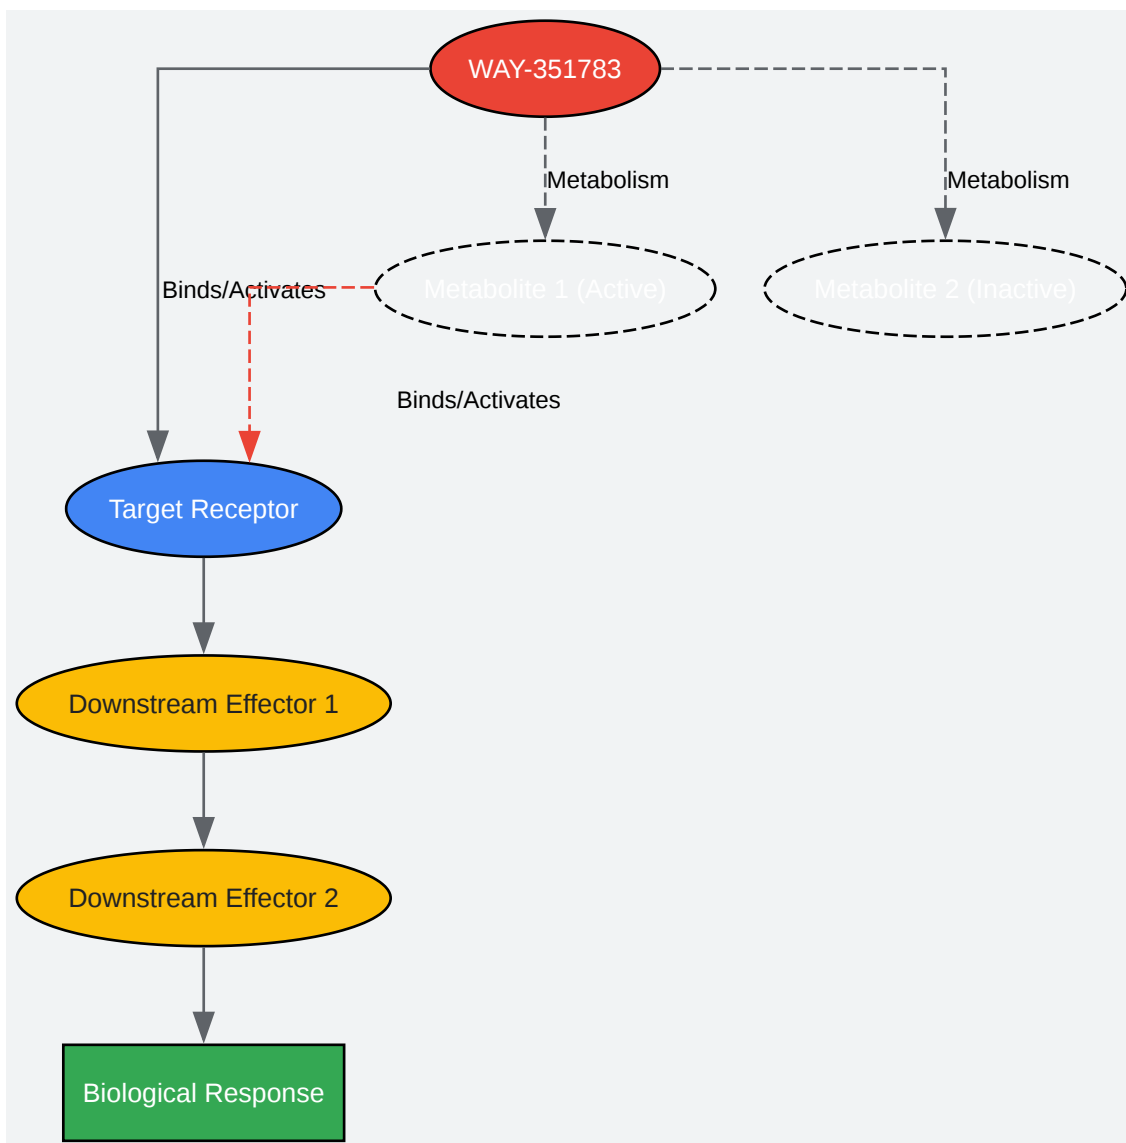 WAY-351783
Metabolism
Metabolism
Binds/Activates
Metabolite 1 (Active)
Metabolite 2 (Inactive)
Binds/Activates
Target Receptor
Downstream Effector 1
Downstream Effector 2
Biological Response